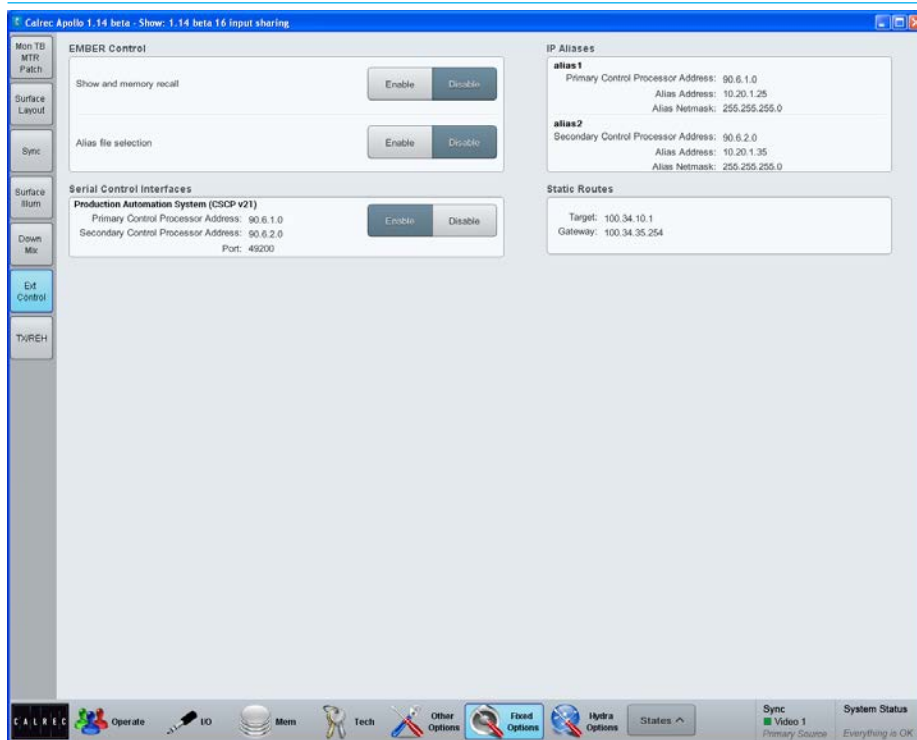 Calrec Apollo 1.14 beta - Show: 1.14 beta 16 input sharing
Mon TB
MTR
Patch
Surface
Layout
Sync
Surface
Illum
Down
Mix
Ext
Control
TX/REH
EMBER Control
Show and memory recall
Enable
Disable
Alias file selection
Enable
Disable
Serial Control Interfaces
Production Automation System (CSCP v21)
Primary Control Processor Address: 90.6.1.0
Secondary Control Processor Address: 90.6.2.0
Port: 49200
Enable
Disable
IP Aliases
alias1
Primary Control Processor Address: 90.6.1.0
Alias Address: 10.20.1.25
Alias Netmask: 255.255.255.0
alias2
Secondary Control Processor Address: 90.6.2.0
Alias Address: 10.20.1.35
Alias Netmask: 255.255.255.0
Static Routes
Target: 100.34.10.1
Gateway: 100.34.35.254
CALREC
Operate
I/O
Mem
Tech
Other
Options
Fixed
Options
Hydra
Options
States
Sync
Video 1
Primary Source
System Status
Everything is OK